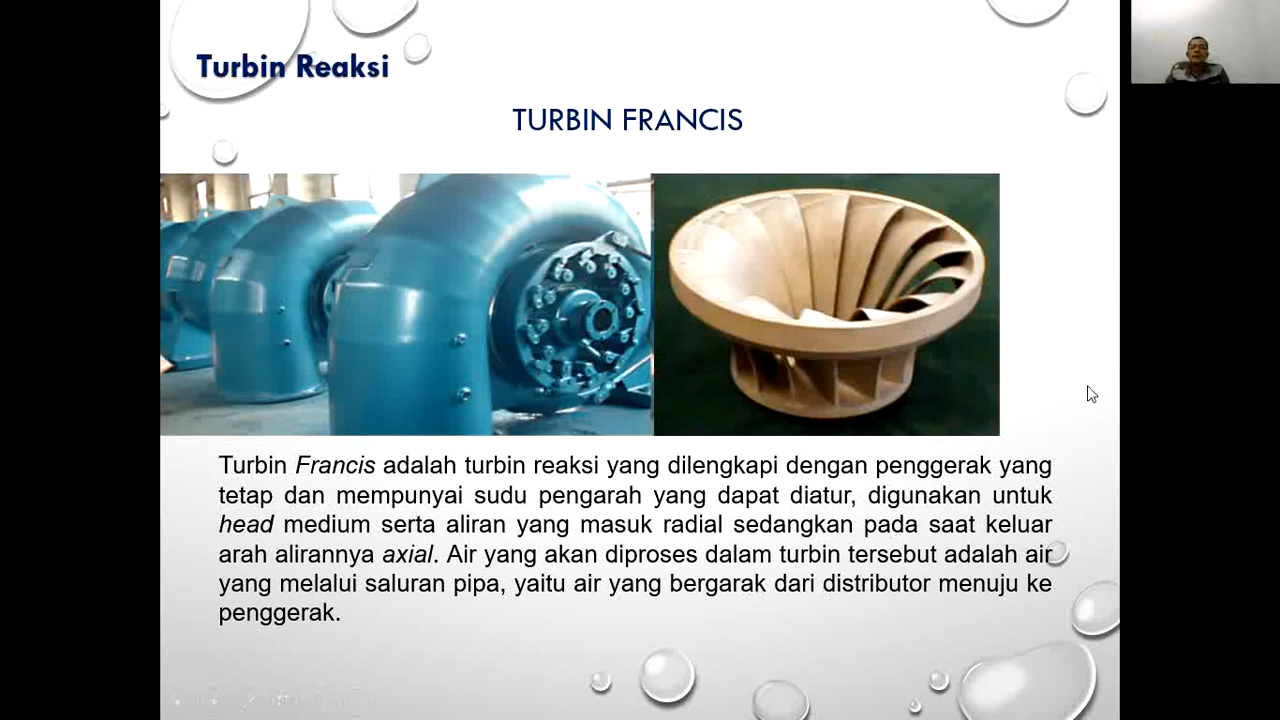 Turbin Reaksi
TURBIN FRANCIS
Turbin Francis adalah turbin reaksi yang dilengkapi dengan penggerak yang
tetap dan mempunyai sudu pengarah yang dapat diatur, digunakan untuk
head medium serta aliran yang masuk radial sedangkan pada saat keluar
arah alirannya axial. Air yang akan diproses dalam turbin tersebut adalah air
yang melalui saluran pipa, yaitu air yang bergarak dari distributor menuju ke
penggerak.